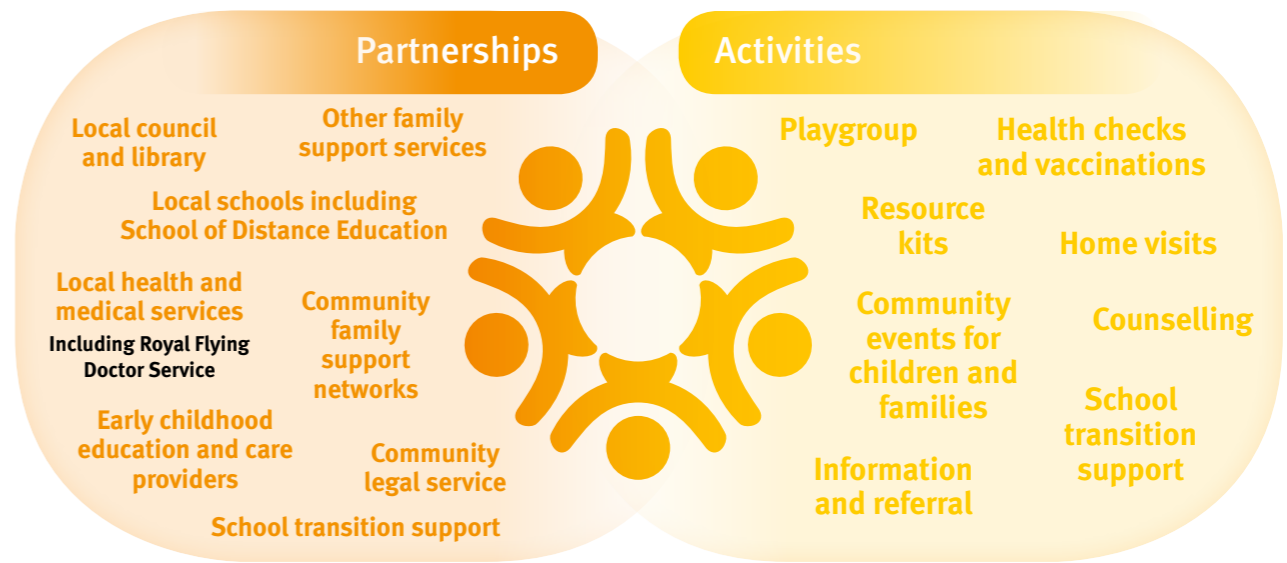 Partnerships
Local council
and library
Other family
support services
Local schools including
School of Distance Education
Local health and
medical services
Including Royal Flying
Doctor Service
Community
family
support
networks
Early childhood
education and care
providers
Community
legal service
School transition support
Activities
Playgroup
Health checks
and vaccinations
Resource
kits
Home visits
Community
events for
children and
families
Counselling
School
transition
support
Information
and referral